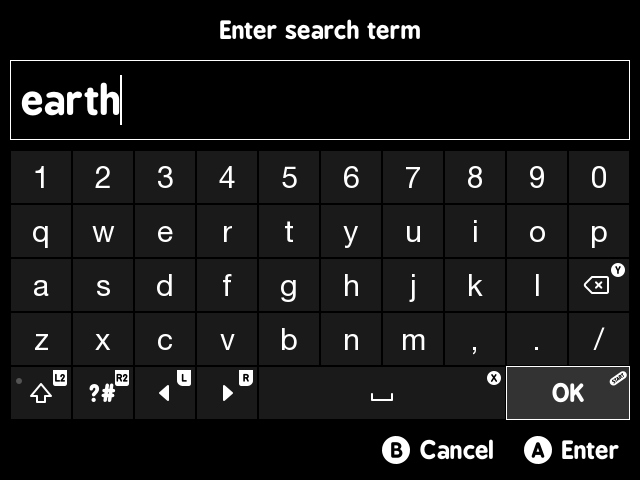 Enter search term
earth
1 2 3 4 5 6 7 8 9 0
q w e r t y u i o p
a s d f g h j k l Y
z x c v b n m , . /
L2 ?# R2 L R X OK START
B Cancel A Enter